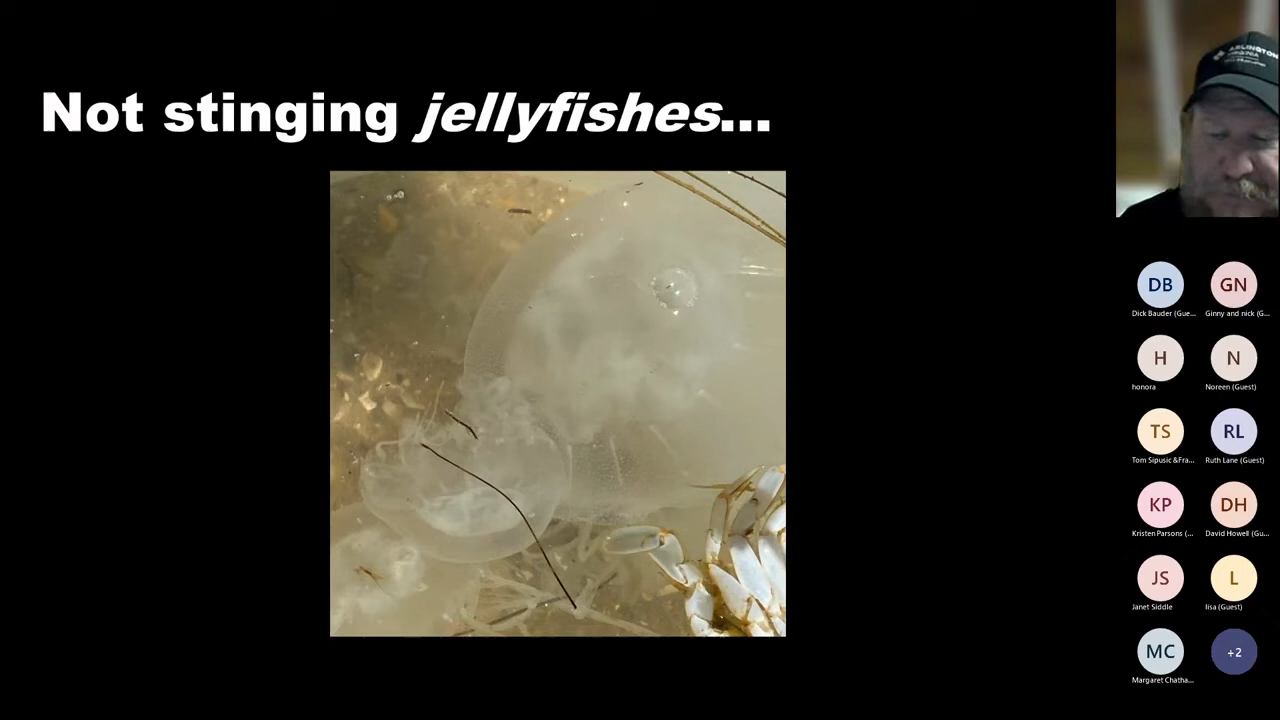 Not stinging jellyfishes...
ARLINGTON
VIRGINIA
DB
GN
Dick Bauder (Gue...
Ginny and nick (G...
H
N
honora
Noreen (Guest)
TS
RL
Tom Sipusic &Fra...
Ruth Lane (Guest)
KP
DH
Kristen Parsons (...
David Howell (Gu...
JS
L
Janet Siddle
lisa (Guest)
MC
+2
Margaret Chatha...